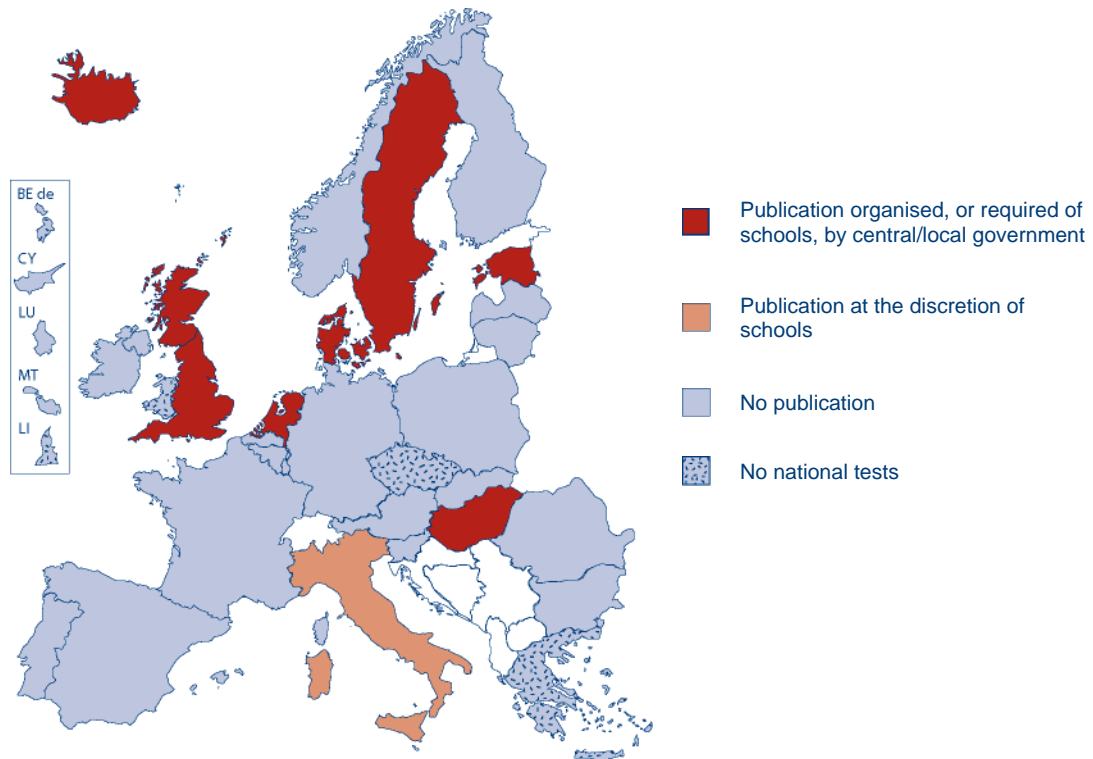 BE de
CY
LU
MT
LI
Publication organised, or required of
schools, by central/local government
Publication at the discretion of
schools
No publication
No national tests